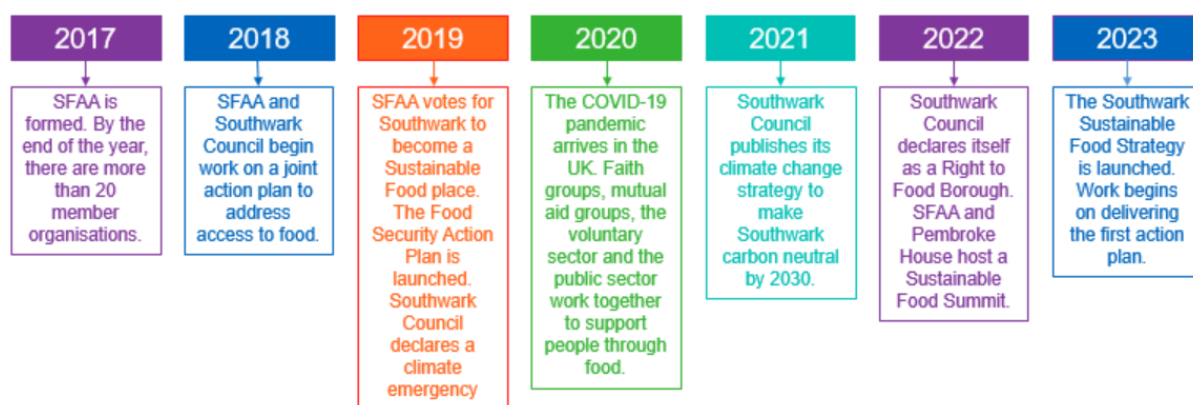 2017
SFAA is
formed. By the
end of the year,
there are more
than 20
member
organisations.
2018
SFAA and
Southwark
Council begin
work on a joint
action plan to
address
access to food.
2019
SFAA votes for
Southwark to
become a
Sustainable
Food place.
The Food
Security Action
Plan is
launched.
Southwark
Council
declares a
climate
emergency
2020
The COVID-19
pandemic
arrives in the
UK. Faith
groups, mutual
aid groups, the
voluntary
sector and the
public sector
work together
to support
people through
food.
2021
Southwark
Council
publishes its
climate change
strategy to
make
Southwark
carbon neutral
by 2030.
2022
Southwark
Council
declares itself
as a Right to
Food Borough.
SFAA and
Pembroke
House host a
Sustainable
Food Summit.
2023
The Southwark
Sustainable
Food Strategy
is launched.
Work begins
on delivering
the first action
plan.